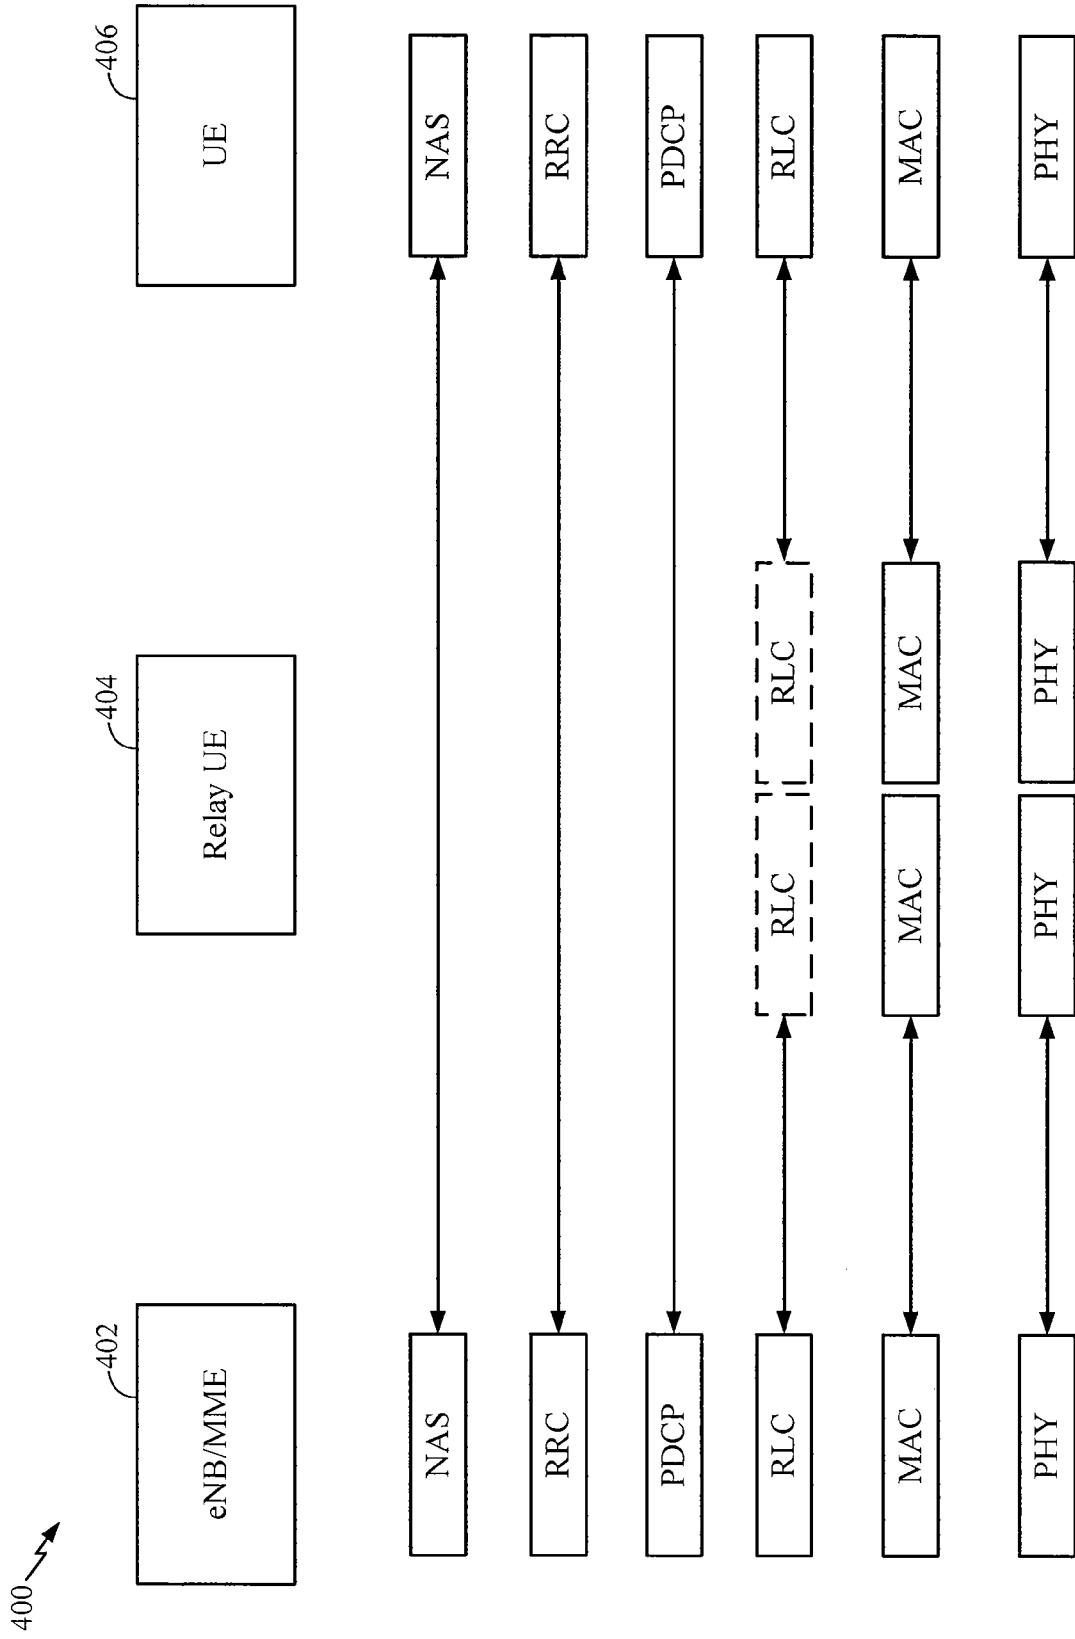 400
402
404
406
eNB/MME
Relay UE
UE
NAS
NAS
RRC
RRC
PDCP
PDCP
RLC
RLC
RLC
RLC
MAC
MAC
MAC
MAC
PHY
PHY
PHY
PHY